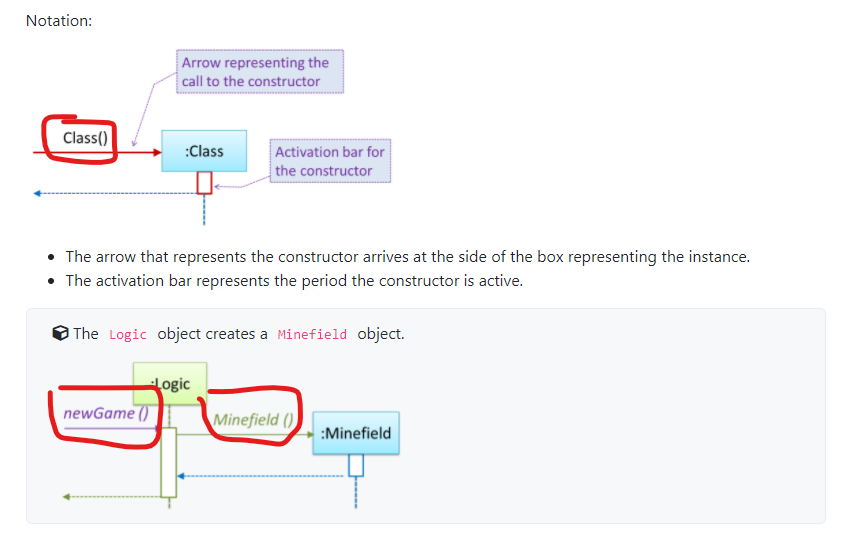 Notation:
Arrow representing the
call to the constructor
Class()
:Class
Activation bar for
the constructor
The arrow that represents the constructor arrives at the side of the box representing the instance.
The activation bar represents the period the constructor is active.
The Logic object creates a Minefield object.
:Logic
newGame ()
Minefield ()
:Minefield